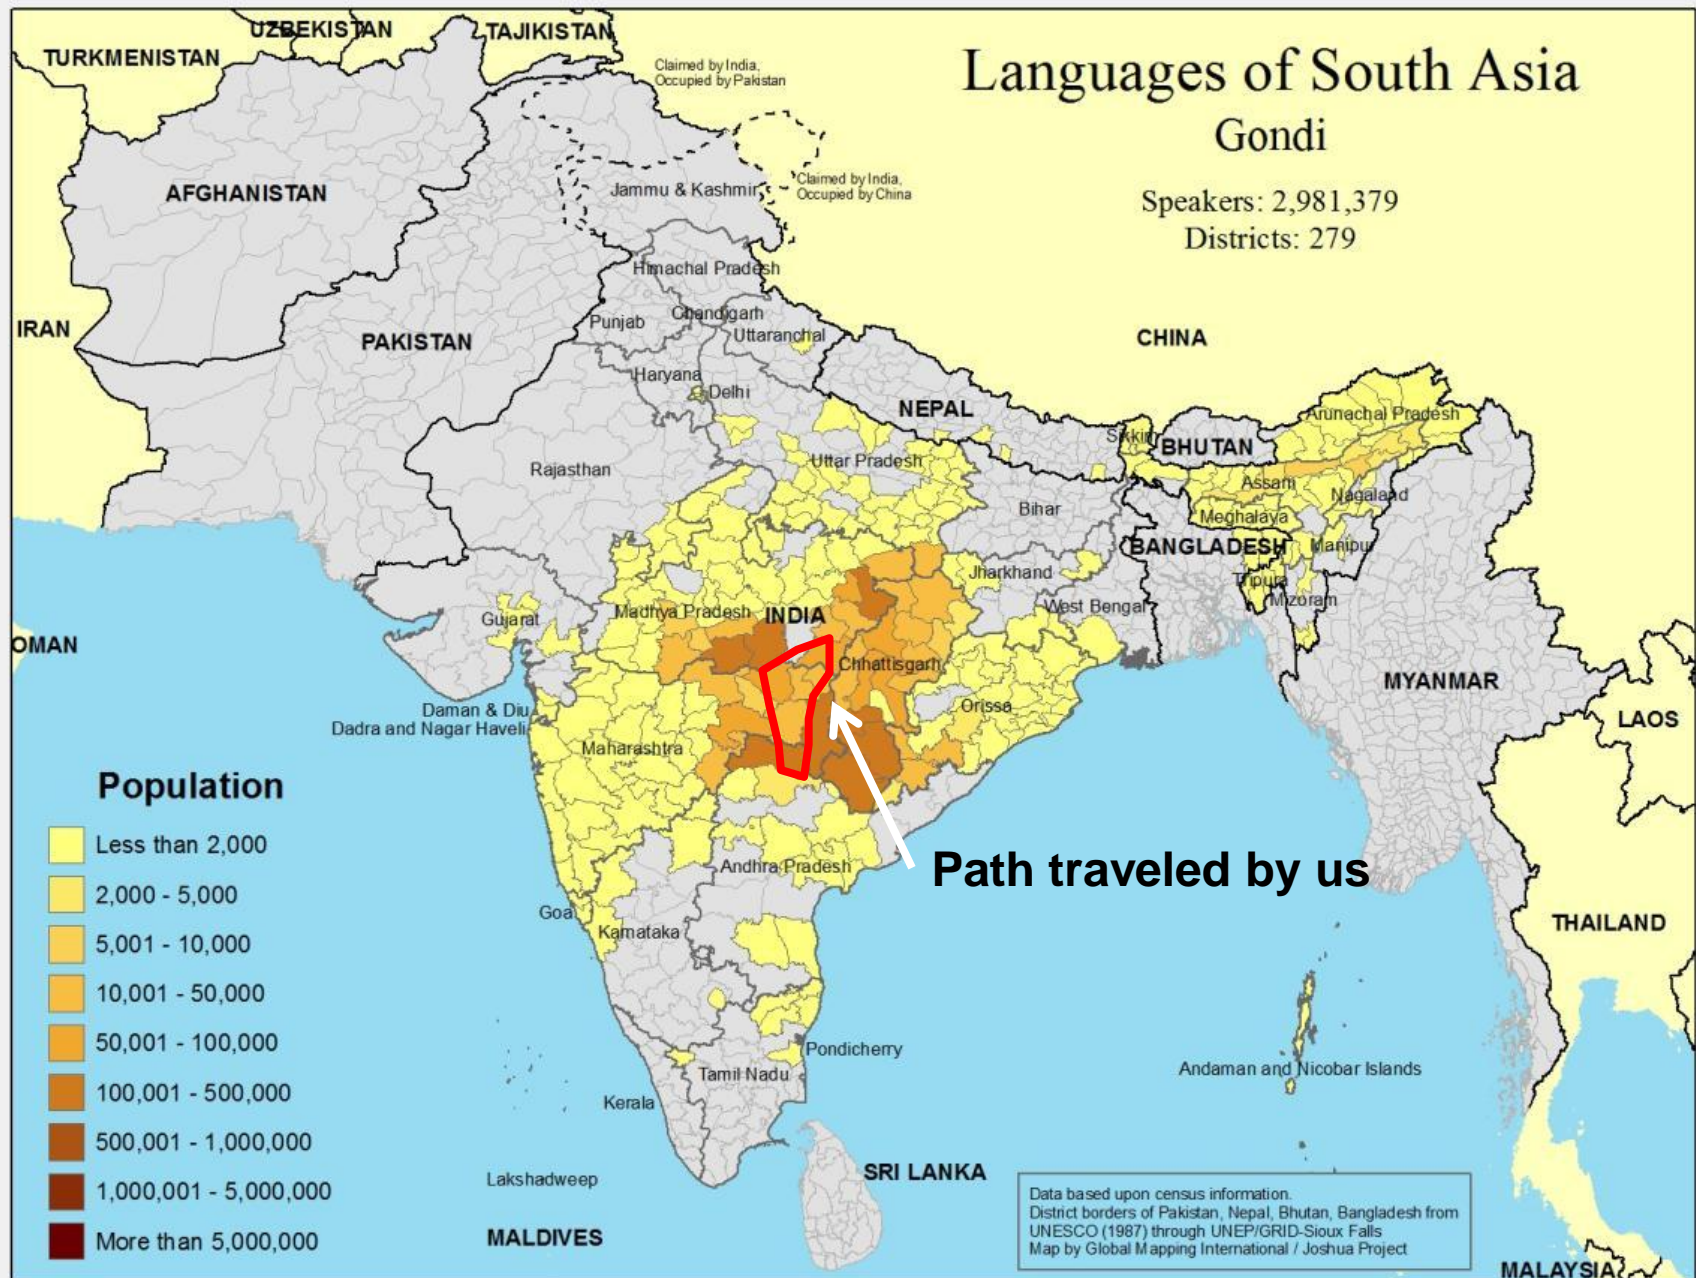 Languages of South Asia
Gondi
Speakers: 2,981,379
Districts: 279
UZBEKISTAN
TAJIKISTAN
TURKMENISTAN
Claimed by India,
Occupied by Pakistan
Claimed by India,
Occupied by China
AFGHANISTAN
Jammu & Kashmir
Himachal Pradesh
IRAN
PAKISTAN
Punjab
Chandigarh
Uttaranchal
CHINA
Haryana
Delhi
NEPAL
Sikkim
BHUTAN
Arunachal Pradesh
Rajasthan
Uttar Pradesh
Bihar
Assam
Nagaland
Meghalaya
BANGLADESH
Manipur
Jharkhand
Tripura
Mizoram
West Bengal
Gujarat
Madhya Pradesh
INDIA
OMAN
Chhattisgarh
MYANMAR
LAOS
Daman & Diu
Dadra and Nagar Haveli
Orissa
Maharashtra
Andhra Pradesh
Path traveled by us
Goa
Karnataka
THAILAND
Pondicherry
Tamil Nadu
Kerala
Andaman and Nicobar Islands
Lakshadweep
SRI LANKA
MALDIVES
MALAYSIA
Population
Less than 2,000
2,000 - 5,000
5,001 - 10,000
10,001 - 50,000
50,001 - 100,000
100,001 - 500,000
500,001 - 1,000,000
1,000,001 - 5,000,000
More than 5,000,000
Data based upon census information.
District borders of Pakistan, Nepal, Bhutan, Bangladesh from
UNESCO (1987) through UNEP/GRID-Sioux Falls
Map by Global Mapping International / Joshua Project